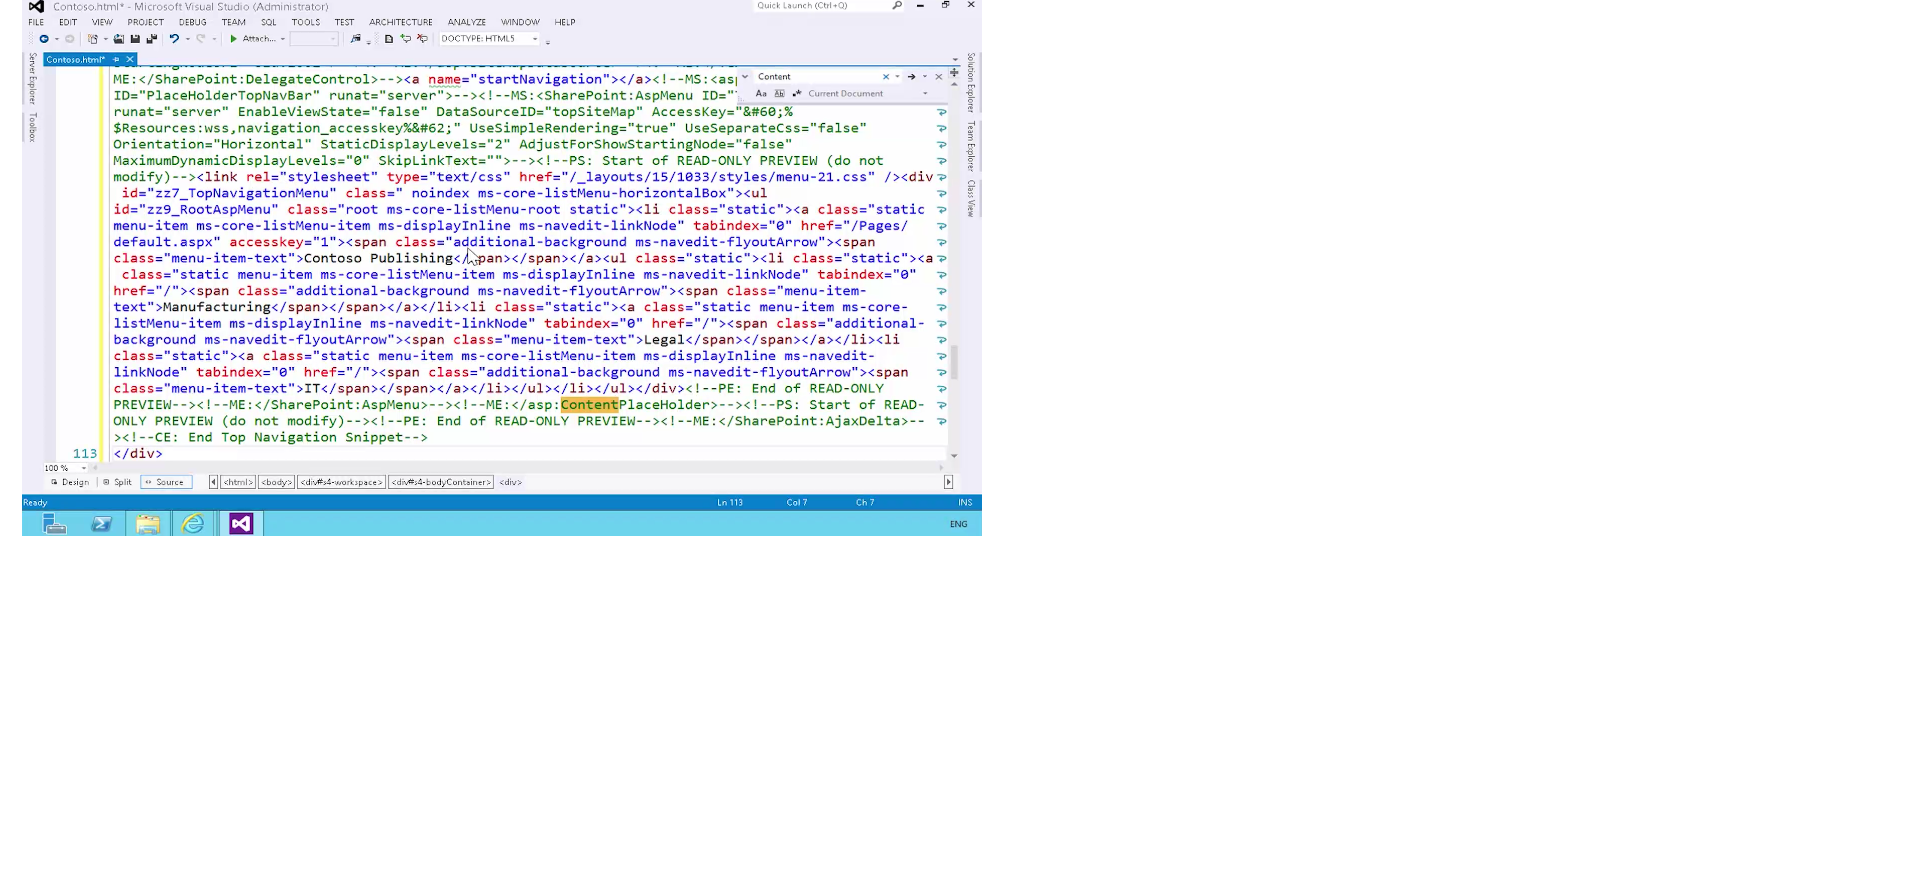 Contoso.html* - Microsoft Visual Studio (Administrator)
Quick Launch (Ctrl+Q)
FILE EDIT VIEW PROJECT DEBUG TEAM SQL TOOLS TEST ARCHITECTURE ANALYZE WINDOW HELP
Attach... DOCTYPE: HTML5
Contoso.html*
Server Explorer
Toolbox
Solution Explorer
Team Explorer
Class View
Content
Aa Ab Current Document
ME:</SharePoint:DelegateControl>--><a name="startNavigation"></a><!--MS:<asp
ID="PlaceHolderTopNavBar" runat="server">--><!--MS:<SharePoint:AspMenu ID="
runat="server" EnableViewState="false" DataSourceID="topSiteMap" AccessKey="&#60;%
$Resources:wss,navigation_accesskey%&#62;" UseSimpleRendering="true" UseSeparateCss="false"
Orientation="Horizontal" StaticDisplayLevels="2" AdjustForShowStartingNode="false"
MaximumDynamicDisplayLevels="0" SkipLinkText="">--><!--PS: Start of READ-ONLY PREVIEW (do not
modify)--><link rel="stylesheet" type="text/css" href="/_layouts/15/1033/styles/menu-21.css" /><div
id="zz7_TopNavigationMenu" class=" noindex ms-core-listMenu-horizontalBox"><ul
id="zz9_RootAspMenu" class="root ms-core-listMenu-root static"><li class="static"><a class="static
menu-item ms-core-listMenu-item ms-displayInline ms-navedit-linkNode" tabindex="0" href="/Pages/
default.aspx" accesskey="1"><span class="additional-background ms-navedit-flyoutArrow"><span
class="menu-item-text">Contoso Publishing</span></span></a><ul class="static"><li class="static"><a
class="static menu-item ms-core-listMenu-item ms-displayInline ms-navedit-linkNode" tabindex="0"
href="/"><span class="additional-background ms-navedit-flyoutArrow"><span class="menu-item-
text">Manufacturing</span></span></a></li><li class="static"><a class="static menu-item ms-core-
listMenu-item ms-displayInline ms-navedit-linkNode" tabindex="0" href="/"><span class="additional-
background ms-navedit-flyoutArrow"><span class="menu-item-text">Legal</span></span></a></li><li
class="static"><a class="static menu-item ms-core-listMenu-item ms-displayInline ms-navedit-
linkNode" tabindex="0" href="/"><span class="additional-background ms-navedit-flyoutArrow"><span
class="menu-item-text">IT</span></span></a></li></ul></li></ul></div><!--PE: End of READ-ONLY
PREVIEW--><!--ME:</SharePoint:AspMenu>--><!--ME:</asp:ContentPlaceHolder>--><!--PS: Start of READ-
ONLY PREVIEW (do not modify)--><!--PE: End of READ-ONLY PREVIEW--><!--ME:</SharePoint:AjaxDelta>--
><!--CE: End Top Navigation Snippet-->
113 </div>
100 %
Design Split Source <html> <body> <div#s4-workspace> <div#s4-bodyContainer> <div>
Ready Ln 113 Col 7 Ch 7 INS
ENG